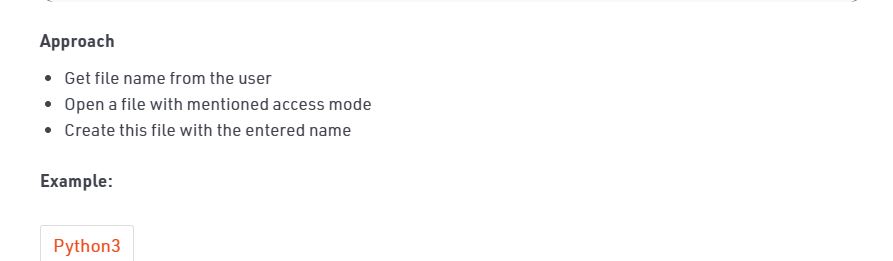 Approach
Get file name from the user
Open a file with mentioned access mode
Create this file with the entered name
Example:
Python3